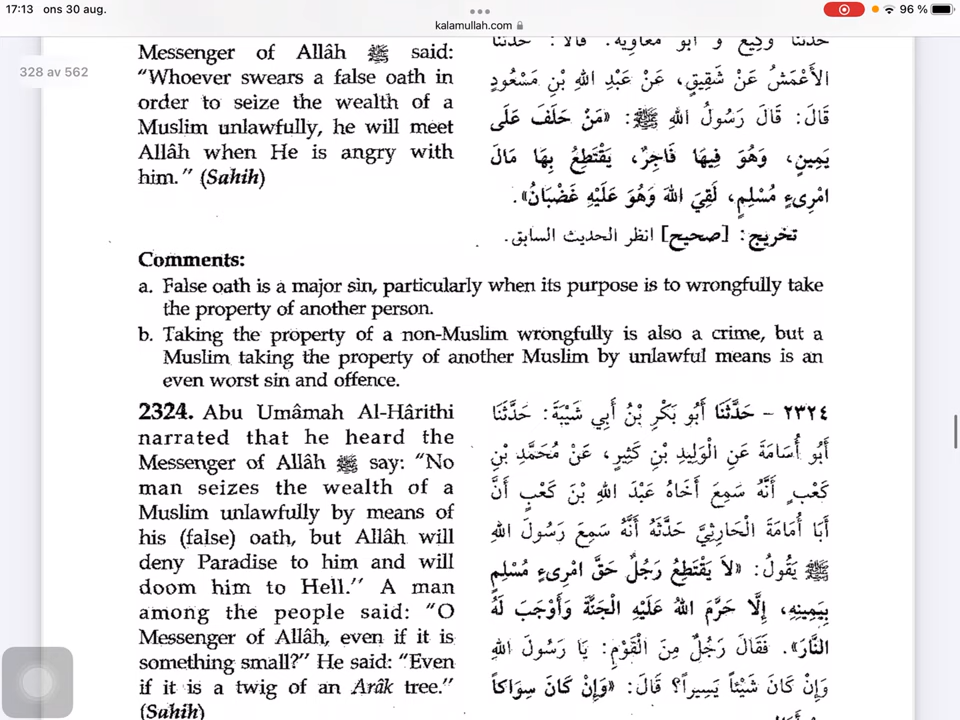 17:13 ons 30 aug.
96 %
kalamullah.com
328 av 562
Messenger of Allâh ﷺ said:
“Whoever swears a false oath in
order to seize the wealth of a
Muslim unlawfully, he will meet
Allâh when He is angry with
him.” (Sahih)
حَدَّثَنَا وَكِيعٌ وَ أَبُو مُعَاوِيَةَ. قَالَا: حَدَّثَنَا
الأَعْمَشُ عَنْ شَقِيقٍ، عَنْ عَبْدِ اللهِ بْنِ مَسْعُودٍ
قَالَ: قَالَ رَسُولُ اللهِ ﷺ: «مَنْ حَلَفَ عَلَى
يَمِينٍ، وَهُوَ فِيهَا فَاجِرٌ، يَقْتَطِعُ بِهَا مَالَ
امْرِىءٍ مُسْلِمٍ، لَقِيَ اللهَ وَهُوَ عَلَيْهِ غَضْبَانُ».
تخريج: [صحيح] انظر الحديث السابق.
Comments:
a. False oath is a major sin, particularly when its purpose is to wrongfully take
the property of another person.
b. Taking the property of a non-Muslim wrongfully is also a crime, but a
Muslim taking the property of another Muslim by unlawful means is an
even worst sin and offence.
2324. Abu Umâmah Al-Hârithi
narrated that he heard the
Messenger of Allâh ﷺ say: “No
man seizes the wealth of a
Muslim unlawfully by means of
his (false) oath, but Allâh will
deny Paradise to him and will
doom him to Hell.’’ A man
among the people said: “O
Messenger of Allâh, even if it is
something small?” He said: “Even
if it is a twig of an Arâk tree.”
(Sahih)
٢٣٢٤ - حَدَّثَنَا أَبُو بَكْرِ بْنُ أَبِي شَيْبَةَ: حَدَّثَنَا
أَبُو أُسَامَةَ عَنِ الْوَلِيدِ بْنِ كَثِيرٍ، عَنْ مُحَمَّدِ بْنِ
كَعْبٍ أَنَّهُ سَمِعَ أَخَاهُ عَبْدَ اللهِ بْنَ كَعْبٍ أَنَّ
أَبَا أُمَامَةَ الْحَارِثِيَّ حَدَّثَهُ أَنَّهُ سَمِعَ رَسُولَ اللهِ
ﷺ يَقُولُ: «لاَ يَقْتَطِعُ رَجُلٌ حَقَّ امْرِىءٍ مُسْلِمٍ
بِيَمِينِهِ، إِلَّا حَرَّمَ اللهُ عَلَيْهِ الْجَنَّةَ وَأَوْجَبَ لَهُ
النَّارَ». فَقَالَ رَجُلٌ مِنَ الْقَوْمِ: يَا رَسُولَ اللهِ
وَإِنْ كَانَ شَيْئاً يَسِيراً؟ قَالَ: «وَإِنْ كَانَ سِوَاكاً